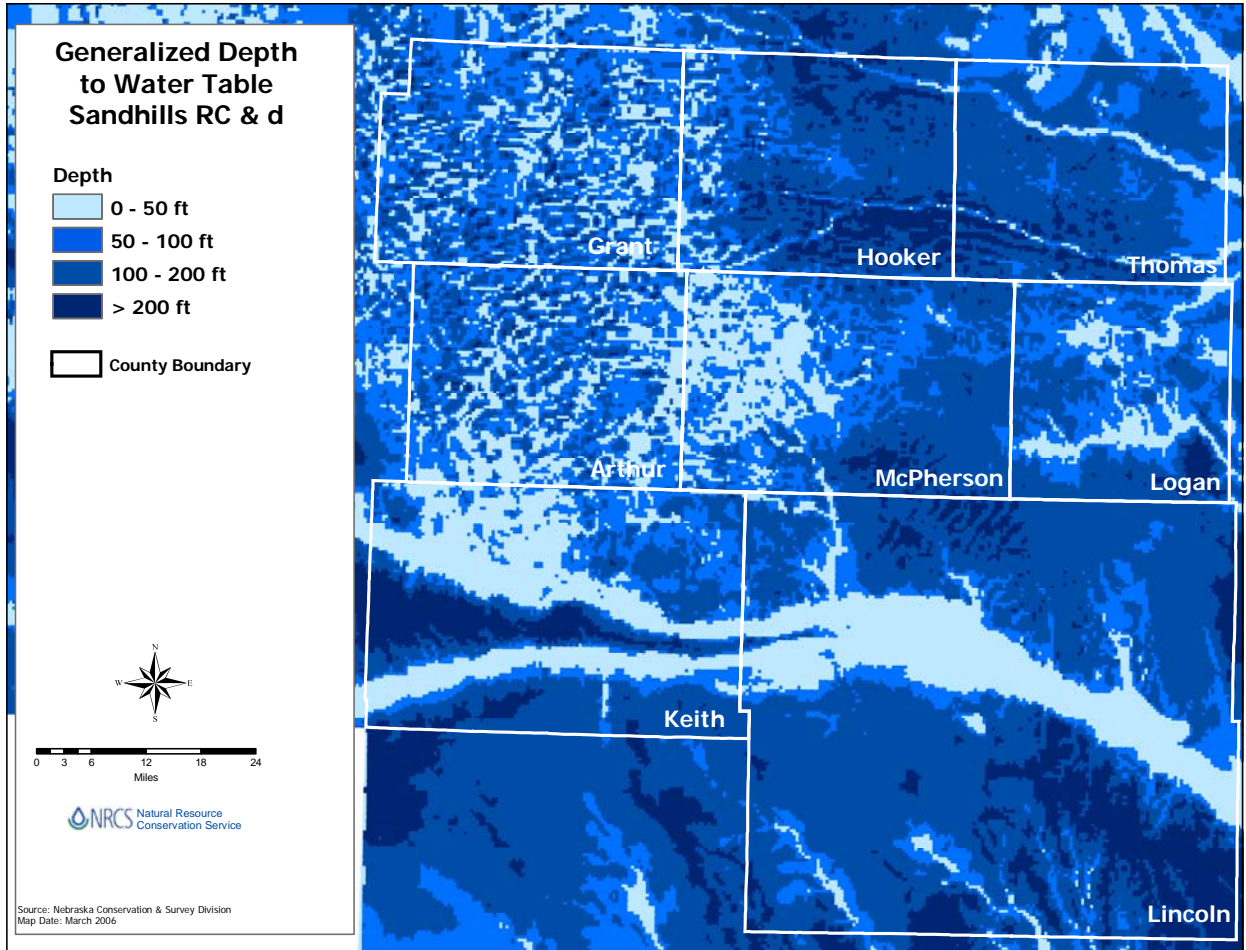 Generalized Depth
to Water Table
Sandhills RC & d
Depth
0 - 50 ft
50 - 100 ft
100 - 200 ft
> 200 ft
County Boundary
N
W E
S
0 3 6 12 18 24
Miles
NRCS Natural Resource
Conservation Service
Source: Nebraska Conservation & Survey Division
Map Date: March 2006
Grant
Hooker
Thomas
Arthur
McPherson
Logan
Keith
Lincoln